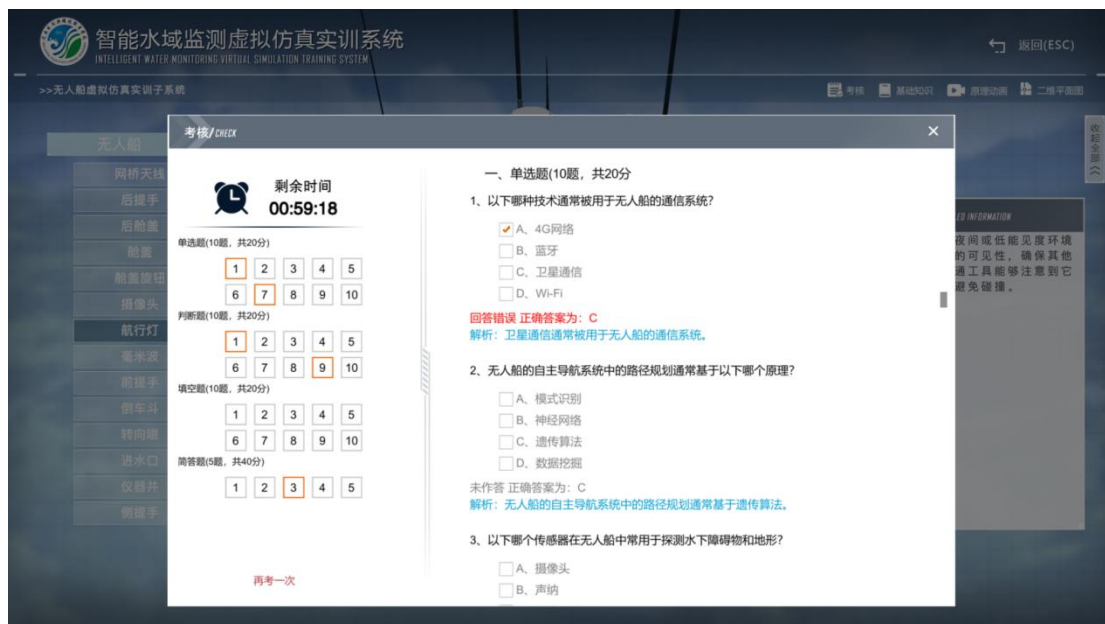 智能水域监测虚拟仿真实训系统
INTELLIGENT WATER MONITORING VIRTUAL SIMULATION TRAINING SYSTEM
返回(ESC)
>>无人船虚拟仿真实训子系统
考核
基础知识
原理动画
二维平面图
收起全部
无人船
网桥天线
后提手
后舱盖
舱盖
舱盖旋钮
摄像头
航行灯
毫米波
前提手
倒车斗
转向喷
进水口
仪器井
侧提手
考核/CHECK
×
剩余时间
00:59:18
单选题(10题，共20分)
1 2 3 4 5
6 7 8 9 10
判断题(10题，共20分)
1 2 3 4 5
6 7 8 9 10
填空题(10题，共20分)
1 2 3 4 5
6 7 8 9 10
简答题(5题，共40分)
1 2 3 4 5
再考一次
一、单选题(10题，共20分
1、以下哪种技术通常被用于无人船的通信系统?
A、4G网络
B、蓝牙
C、卫星通信
D、Wi-Fi
回答错误 正确答案为：C
解析：卫星通信通常被用于无人船的通信系统。
2、无人船的自主导航系统中的路径规划通常基于以下哪个原理?
A、模式识别
B、神经网络
C、遗传算法
D、数据挖掘
未作答 正确答案为：C
解析：无人船的自主导航系统中的路径规划通常基于遗传算法。
3、以下哪个传感器在无人船中常用于探测水下障碍物和地形?
A、摄像头
B、声纳
ED INFORMATION
夜间或低能见度环境
的可见性，确保其他
通工具能够注意到它
避免碰撞。